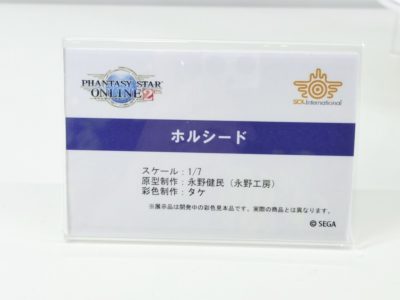 PHANTASY STAR
ONLINE 2
SOL International
ホルシード
スケール：1/7
原型制作：永野健民（永野工房）
彩色制作：タケ
※展示品は開発中の彩色見本品です、実際の商品とは異なります。
© SEGA